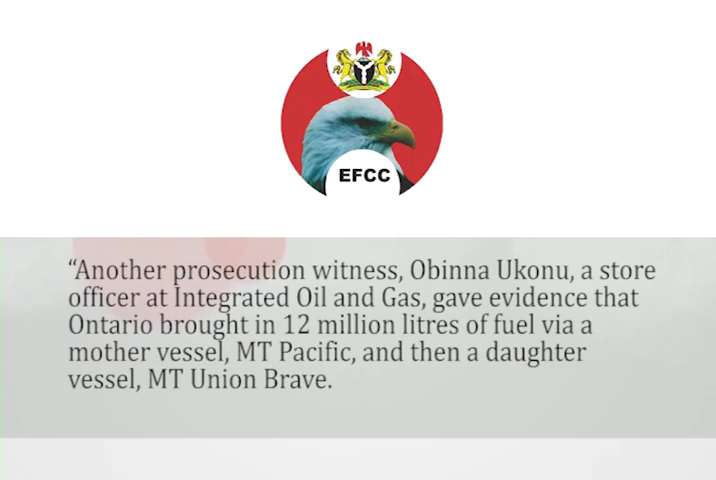 EFCC
“Another prosecution witness, Obinna Ukonu, a store
officer at Integrated Oil and Gas, gave evidence that
Ontario brought in 12 million litres of fuel via a
mother vessel, MT Pacific, and then a daughter
vessel, MT Union Brave.